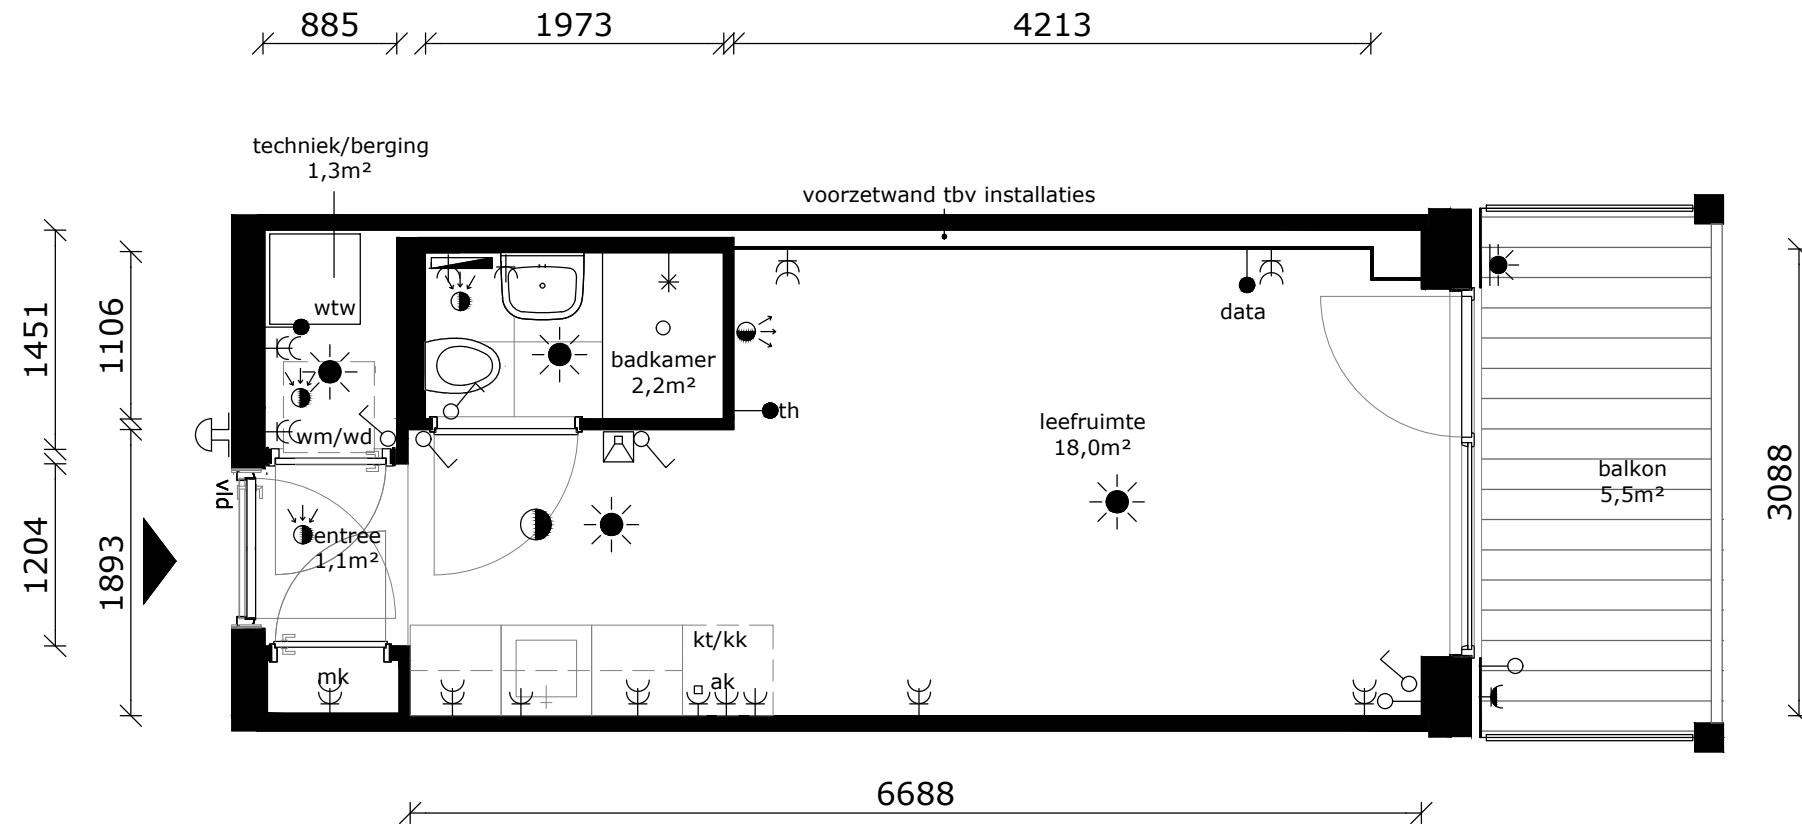 885
1973
4213
techniek/berging
1,3m²
voorzetwand tbv installaties
1451
1106
wtw
data
badkamer
2,2m²
th
leefruimte
18,0m²
wm/wd
balkon
5,5m²
3088
vld
entree
1,1m²
1204
1893
kt/kk
mk
ak
6688